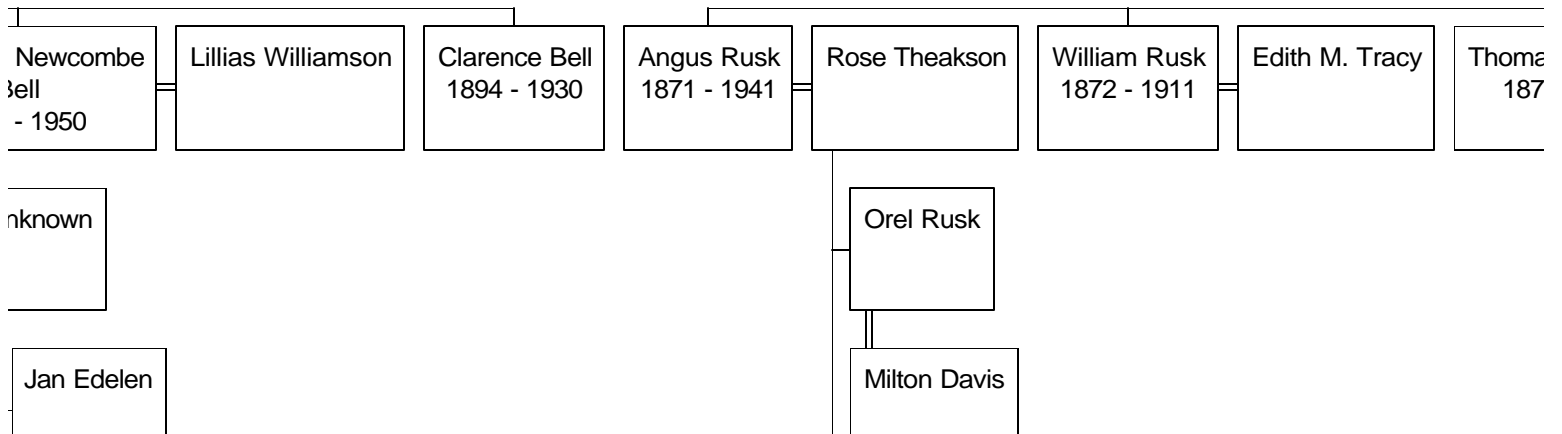 Newcombe
- 1950
Lillias Williamson
Clarence Bell
1894 - 1930
Angus Rusk
1871 - 1941
Rose Theakson
William Rusk
1872 - 1911
Edith M. Tracy
Orel Rusk
Jan Edelen
Milton Davis